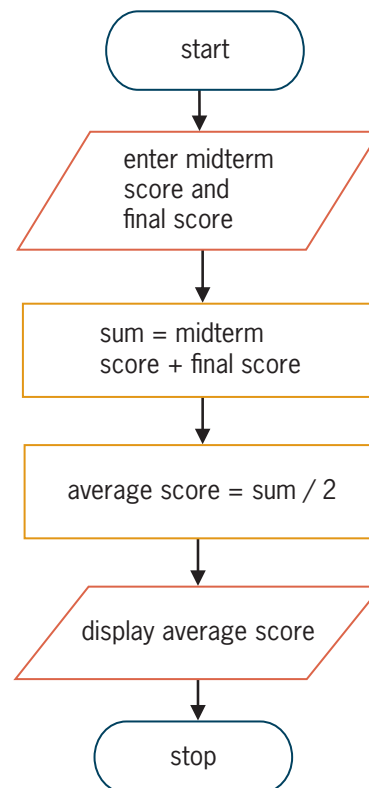 start
enter midterm
score and
final score
sum = midterm
score + final score
average score = sum / 2
display average score
stop